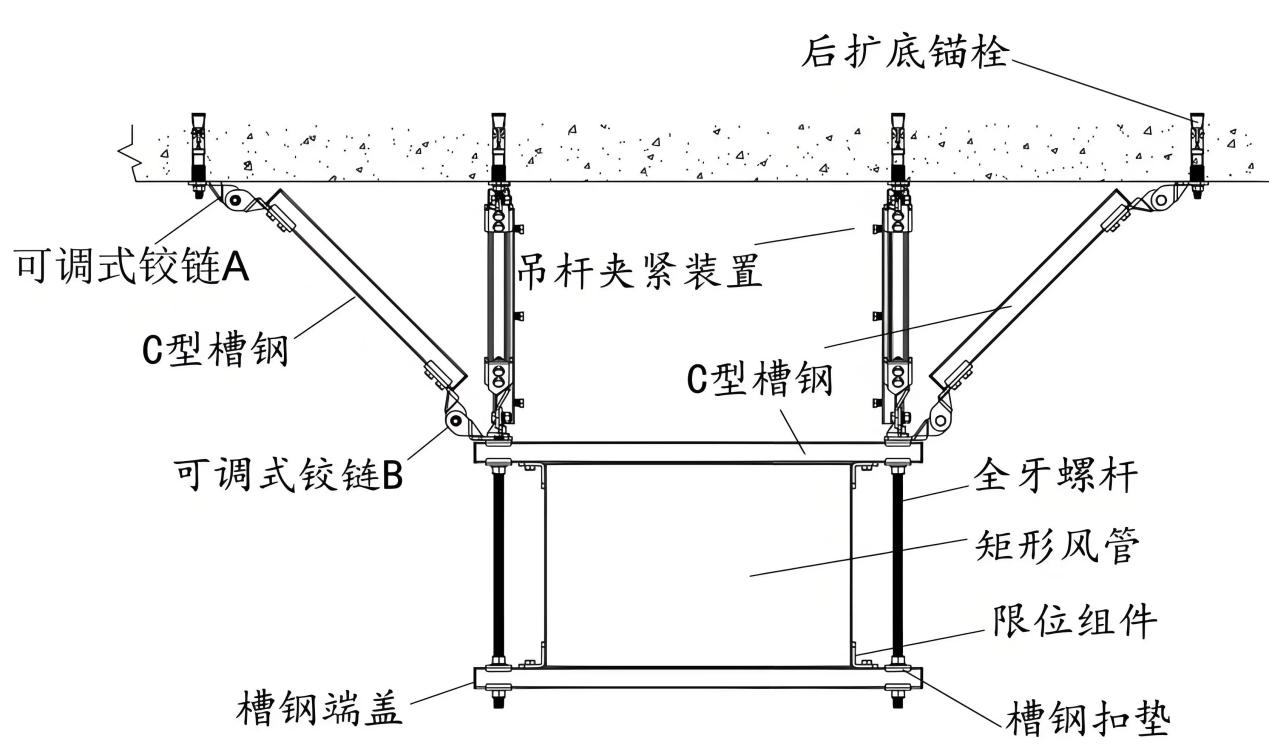 后扩底锚栓
可调式铰链A
吊杆夹紧装置
C型槽钢
C型槽钢
可调式铰链B
全牙螺杆
矩形风管
限位组件
槽钢端盖
槽钢扣垫